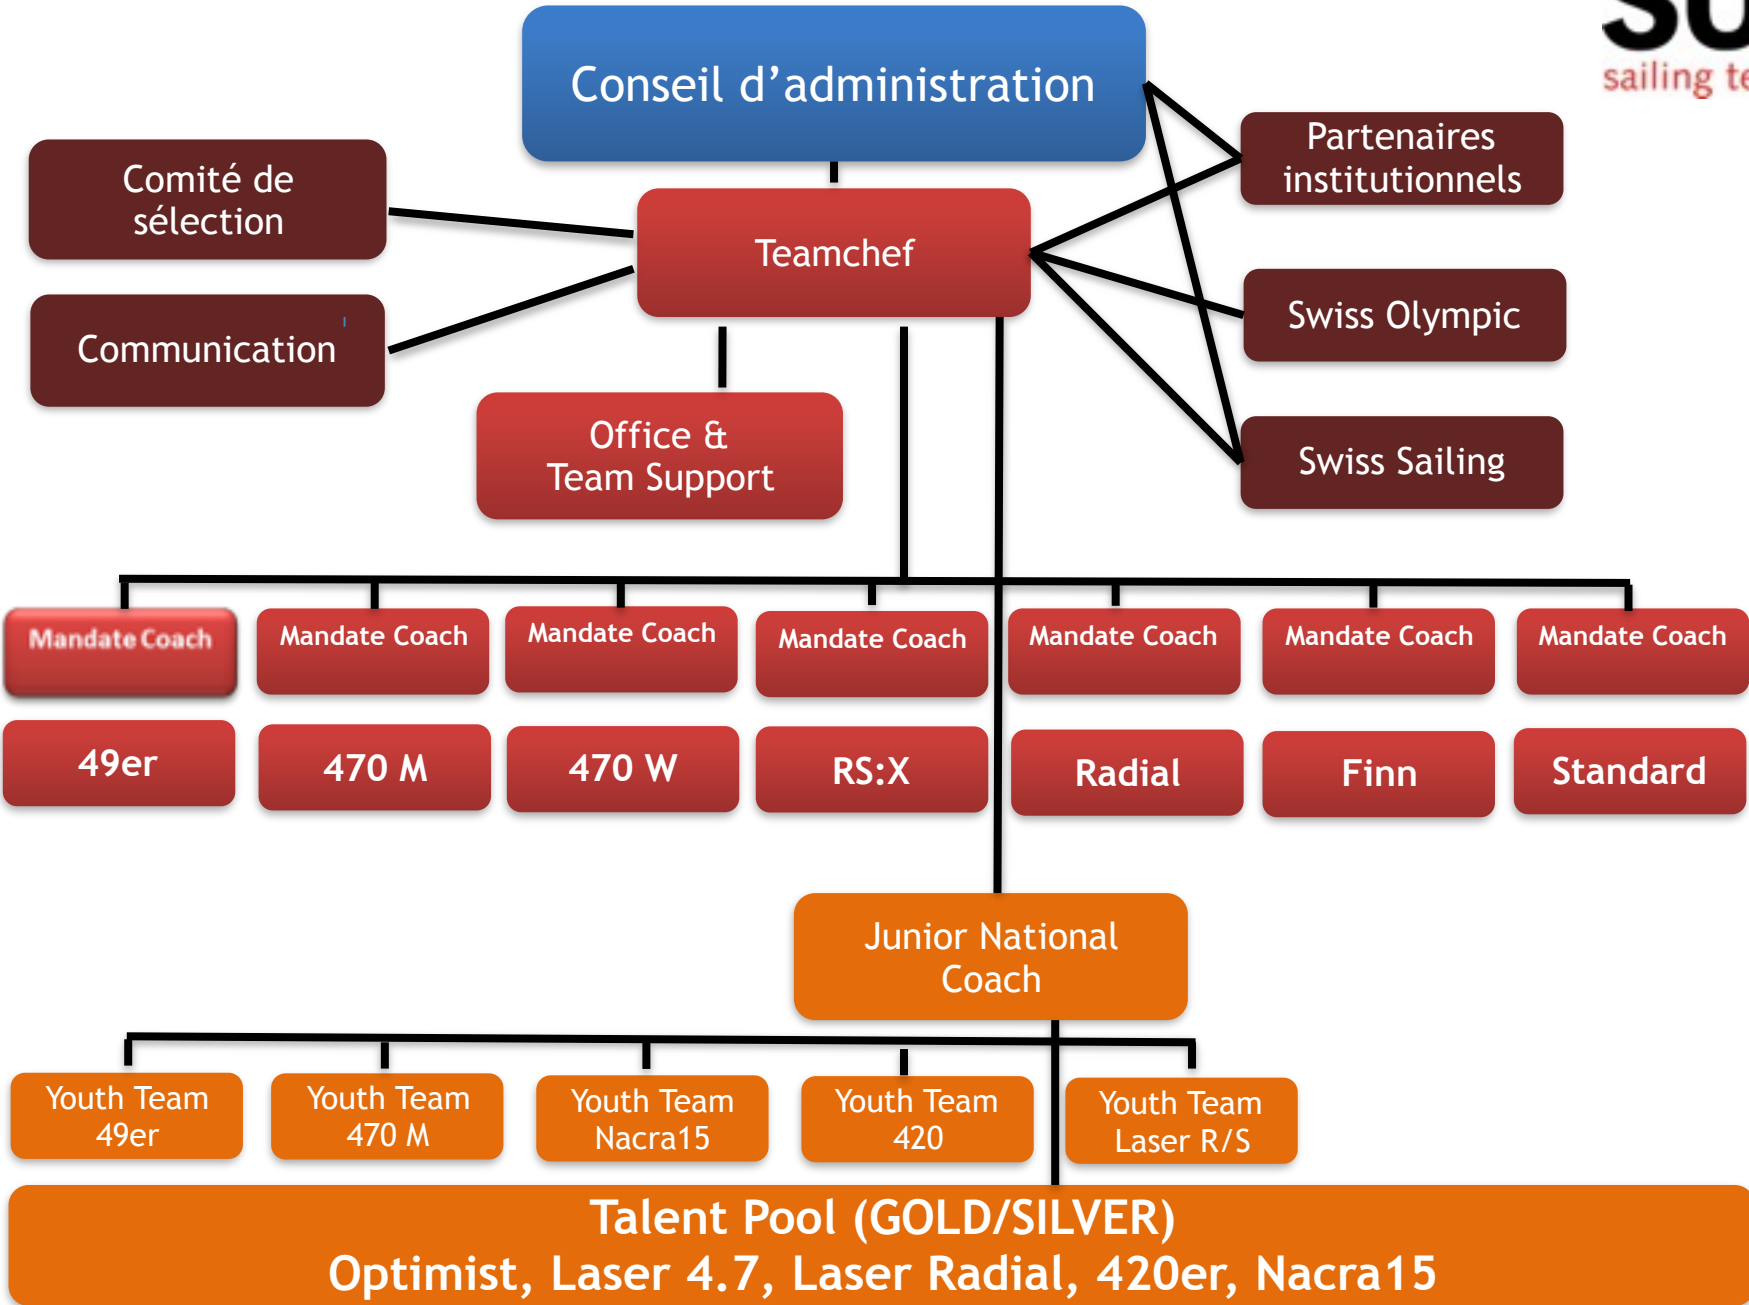 sailing
Conseil d’administration
Partenaires
institutionnels
Comité de
sélection
Teamchef
Swiss Olympic
Communication
Office &
Team Support
Swiss Sailing
Mandate Coach
Mandate Coach
Mandate Coach
Mandate Coach
Mandate Coach
Mandate Coach
Mandate Coach
49er
470 M
470 W
RS:X
Radial
Finn
Standard
Junior National
Coach
Youth Team
49er
Youth Team
470 M
Youth Team
Nacra15
Youth Team
420
Youth Team
Laser R/S
Talent Pool (GOLD/SILVER)
Optimist, Laser 4.7, Laser Radial, 420er, Nacra15